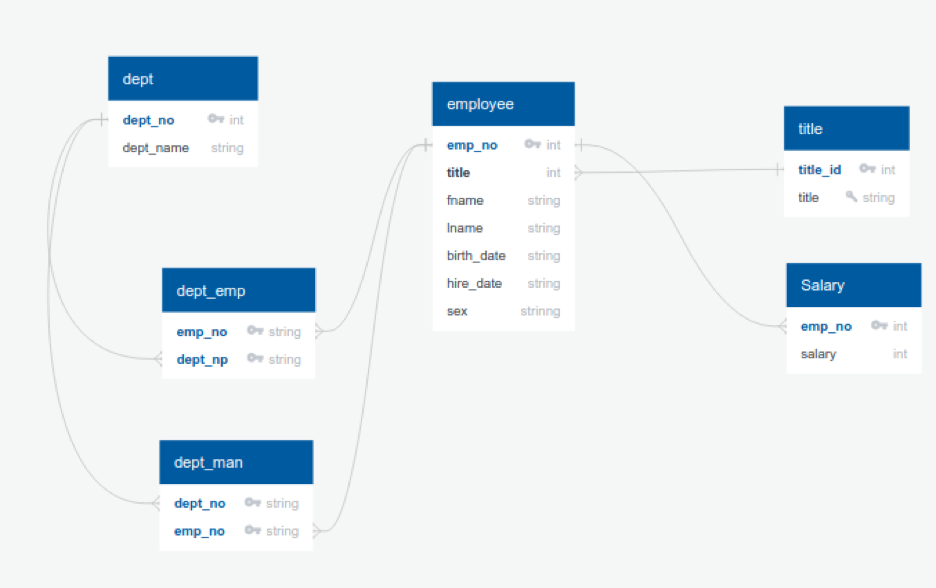 dept
dept_no int
dept_name string
employee
emp_no int
title int
fname string
lname string
birth_date string
hire_date string
sex strinng
title
title_id int
title string
dept_emp
emp_no string
dept_np string
Salary
emp_no int
salary int
dept_man
dept_no string
emp_no string